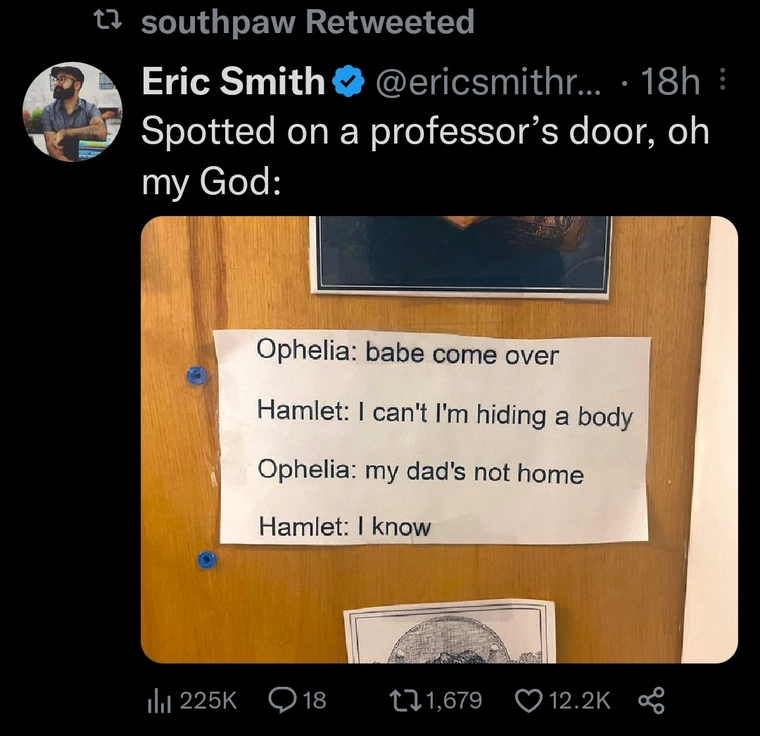 southpaw Retweeted
Eric Smith @ericsmithr... · 18h
Spotted on a professor’s door, oh
my God:
Ophelia: babe come over
Hamlet: I can't I'm hiding a body
Ophelia: my dad's not home
Hamlet: I know
225K 18 1,679 12.2K